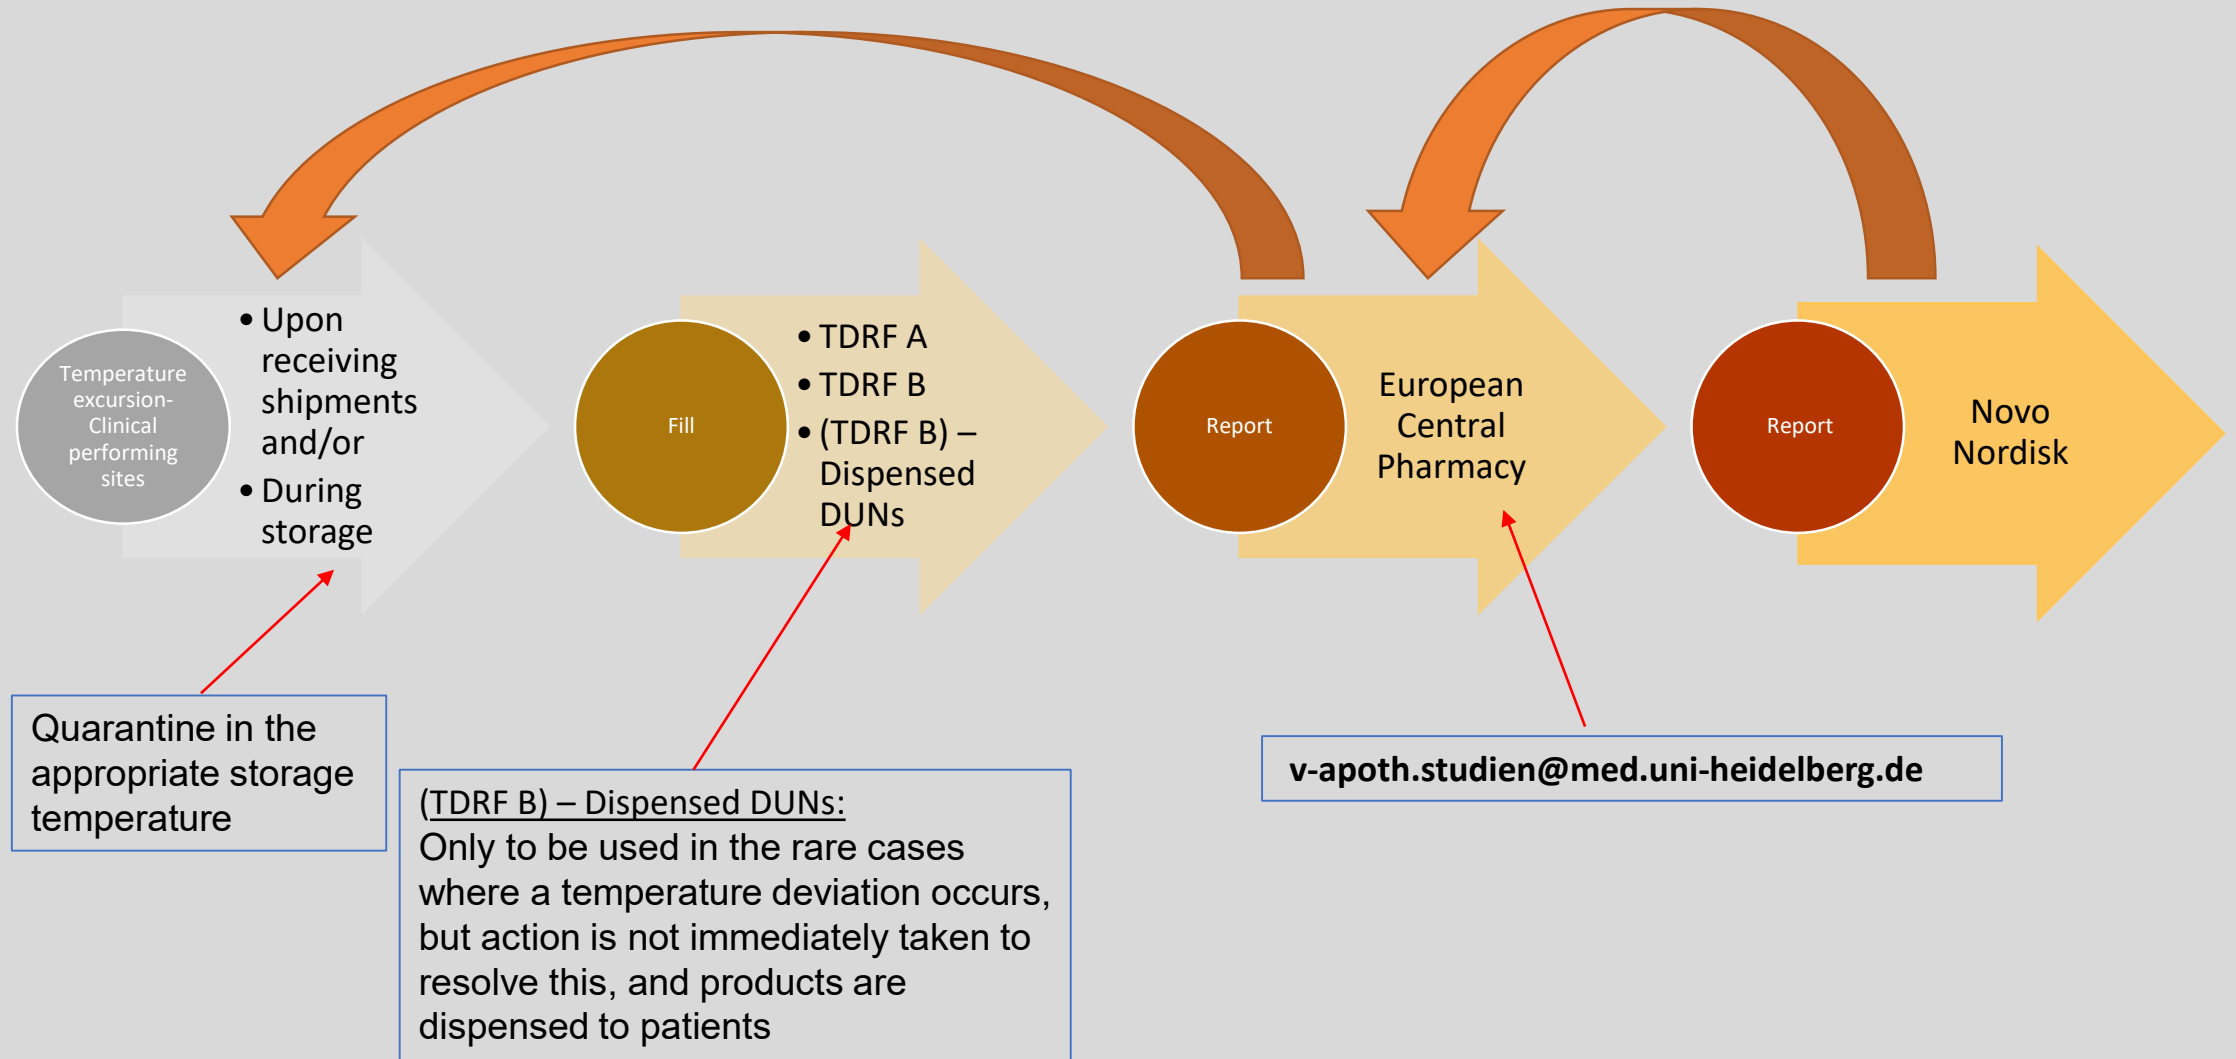 Temperature
excursion-
Clinical
performing
sites
• Upon
receiving
shipments
and/or
• During
storage
Fill
• TDRF A
• TDRF B
• (TDRF B) –
Dispensed
DUNs
Report
European
Central
Pharmacy
Report
Novo
Nordisk
Quarantine in the
appropriate storage
temperature
(TDRF B) – Dispensed DUNs:
Only to be used in the rare cases
where a temperature deviation occurs,
but action is not immediately taken to
resolve this, and products are
dispensed to patients
v-apoth.studien@med.uni-heidelberg.de